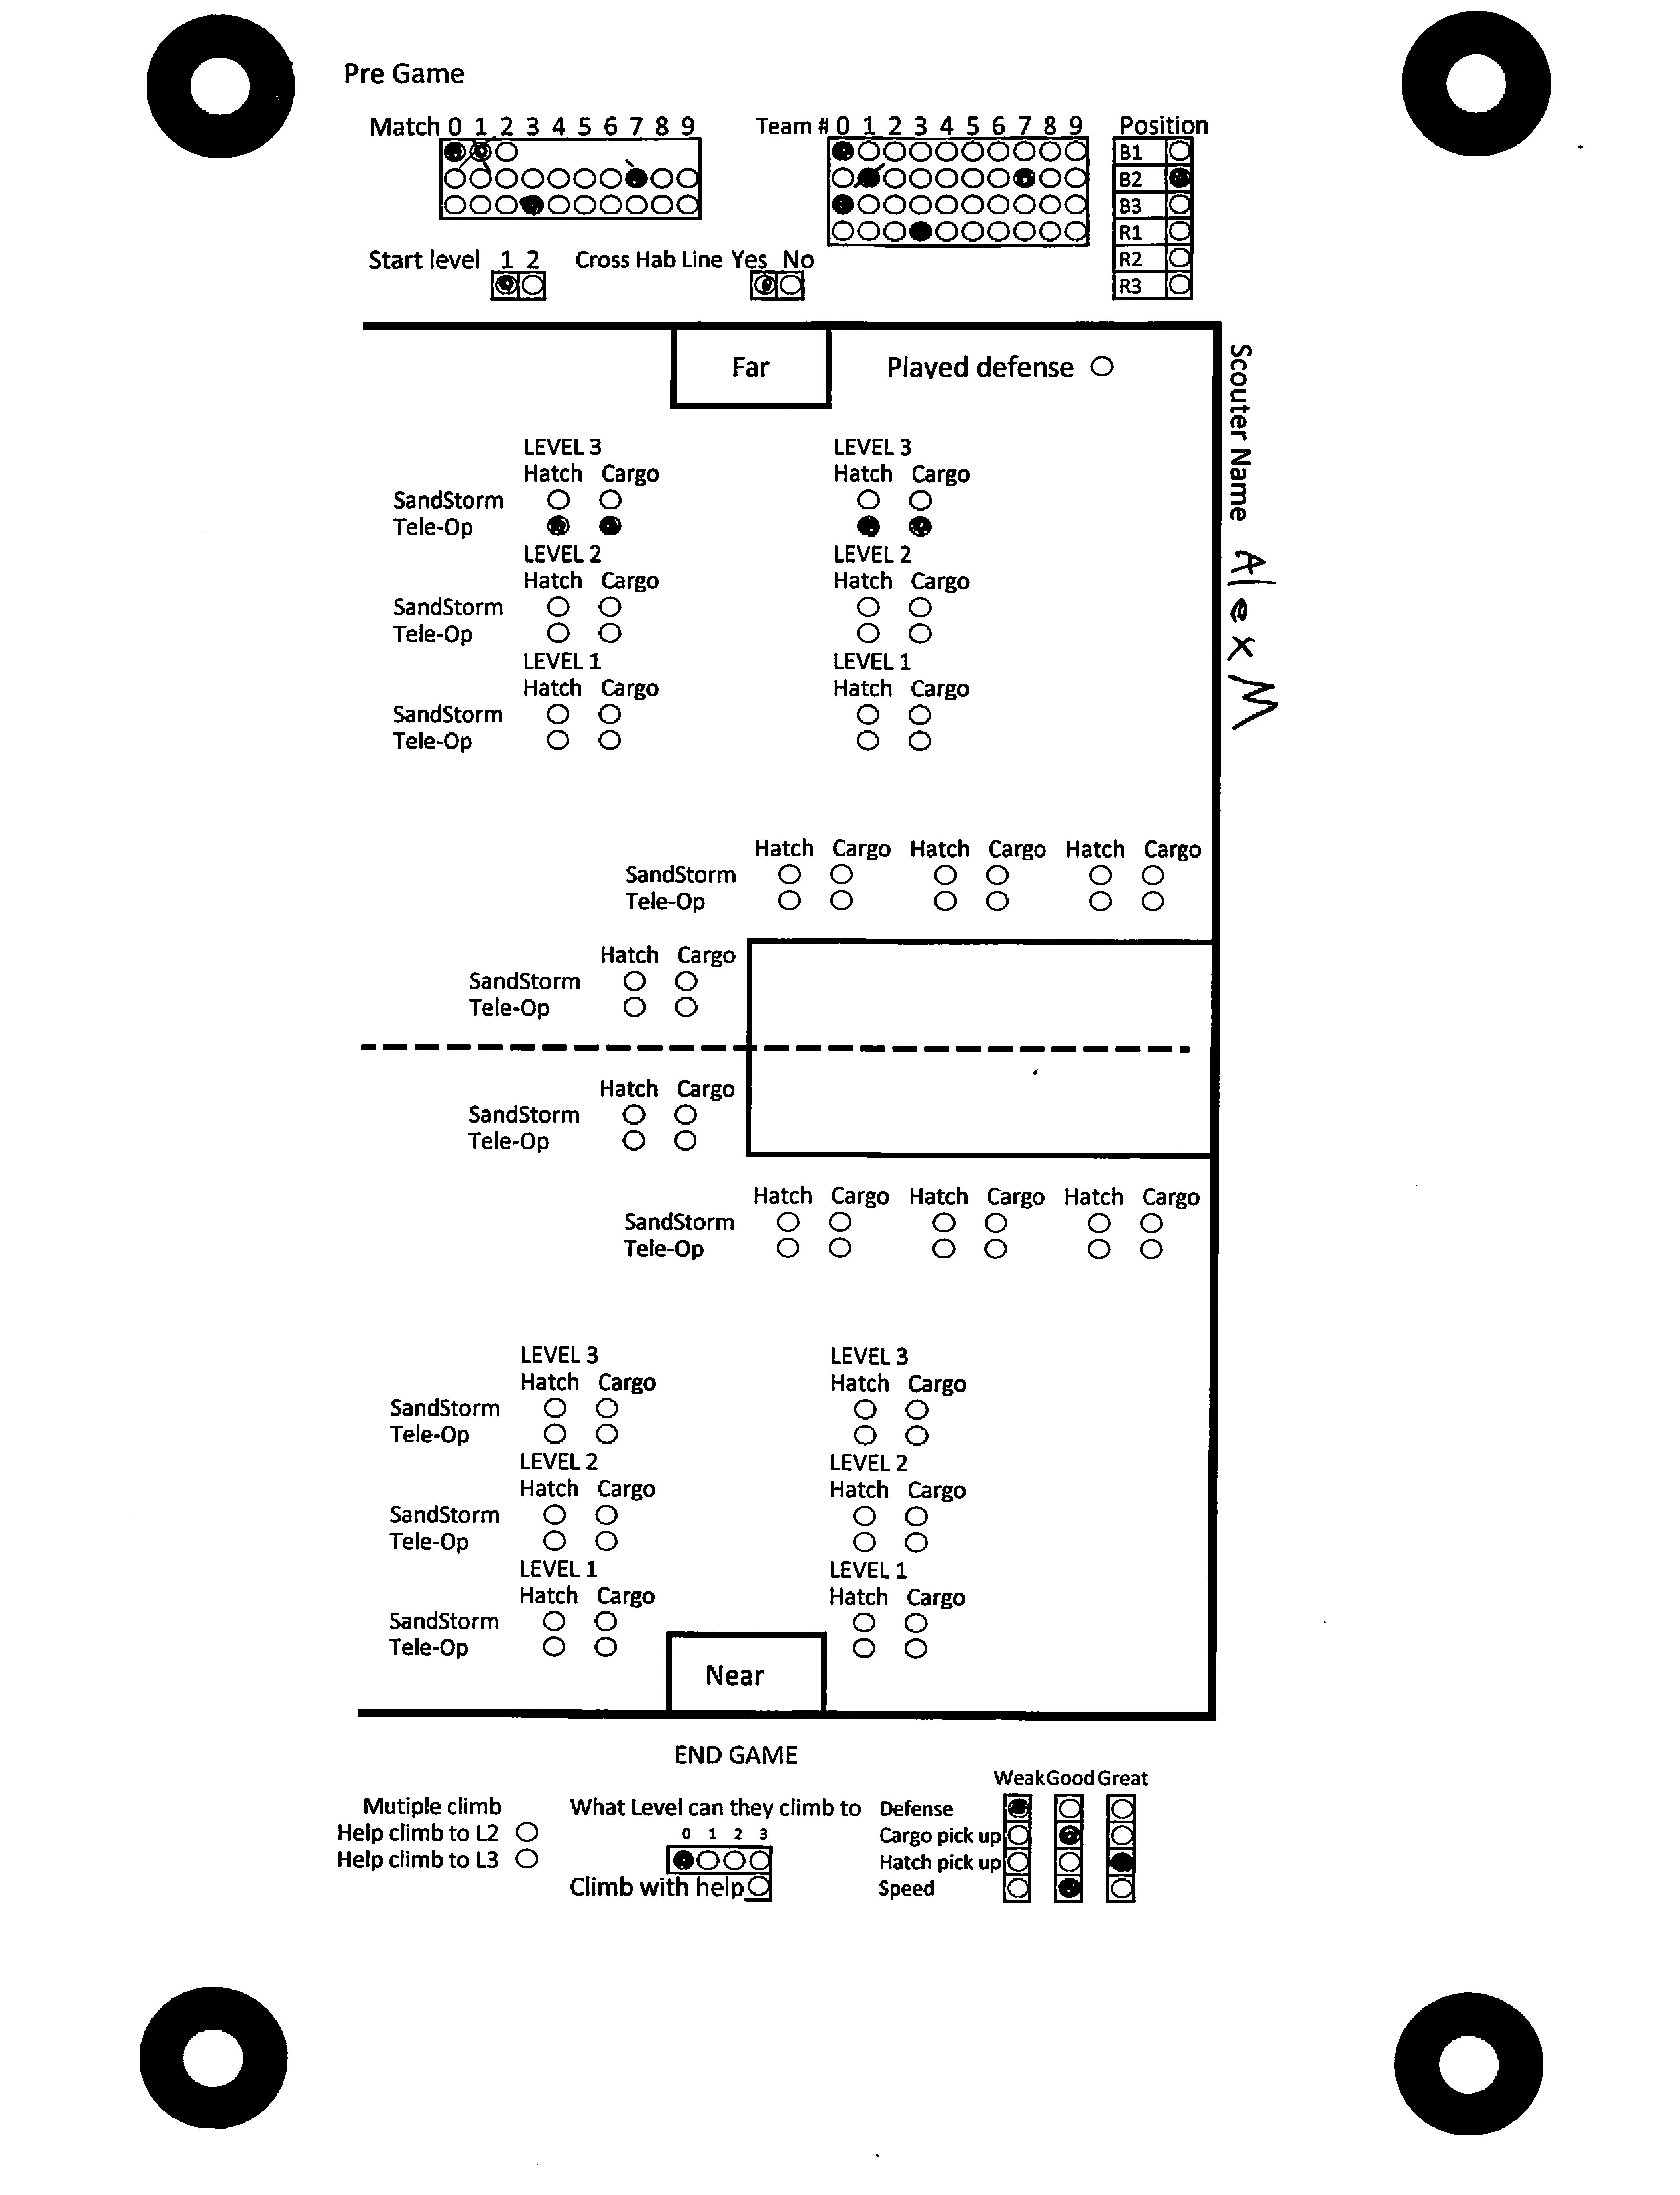 Pre Game
Match 0 1 2 3 4 5 6 7 8 9
Team # 0 1 2 3 4 5 6 7 8 9
Position
B1
B2
B3
R1
R2
R3
Start level 1 2
Cross Hab Line Yes No
Far
Played defense
Scouter Name Alex M
LEVEL 3 LEVEL 3
Hatch Cargo Hatch Cargo
SandStorm
Tele-Op
LEVEL 2 LEVEL 2
Hatch Cargo Hatch Cargo
SandStorm
Tele-Op
LEVEL 1 LEVEL 1
Hatch Cargo Hatch Cargo
SandStorm
Tele-Op
Hatch Cargo Hatch Cargo Hatch Cargo
SandStorm
Tele-Op
Hatch Cargo
SandStorm
Tele-Op
Hatch Cargo
SandStorm
Tele-Op
Hatch Cargo Hatch Cargo Hatch Cargo
SandStorm
Tele-Op
LEVEL 3 LEVEL 3
Hatch Cargo Hatch Cargo
SandStorm
Tele-Op
LEVEL 2 LEVEL 2
Hatch Cargo Hatch Cargo
SandStorm
Tele-Op
LEVEL 1 LEVEL 1
Hatch Cargo Hatch Cargo
SandStorm
Tele-Op
Near
END GAME
Mutiple climb
Help climb to L2
Help climb to L3
What Level can they climb to
0 1 2 3
Climb with help
Weak Good Great
Defense
Cargo pick up
Hatch pick up
Speed